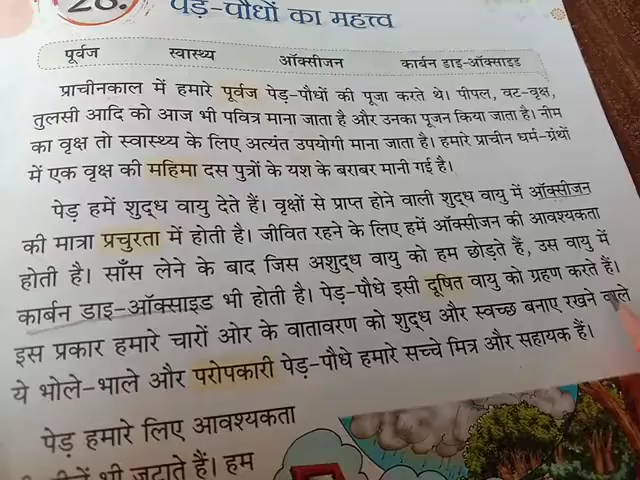 20. पेड़-पौधों का महत्त्व
पूर्वज स्वास्थ्य ऑक्सीजन कार्बन डाइ-ऑक्साइड
प्राचीनकाल में हमारे पूर्वज पेड़-पौधों की पूजा करते थे। पीपल, वट-वृक्ष,
तुलसी आदि को आज भी पवित्र माना जाता है और उनका पूजन किया जाता है। नीम
का वृक्ष तो स्वास्थ्य के लिए अत्यंत उपयोगी माना जाता है। हमारे प्राचीन धर्म-ग्रंथों
में एक वृक्ष की महिमा दस पुत्रों के यश के बराबर मानी गई है।
पेड़ हमें शुद्ध वायु देते हैं। वृक्षों से प्राप्त होने वाली शुद्ध वायु में ऑक्सीजन
की मात्रा प्रचुरता में होती है। जीवित रहने के लिए हमें ऑक्सीजन की आवश्यकता
होती है। साँस लेने के बाद जिस अशुद्ध वायु को हम छोड़ते हैं, उस वायु में
कार्बन डाइ-ऑक्साइड भी होती है। पेड़-पौधे इसी दूषित वायु को ग्रहण करते हैं।
इस प्रकार हमारे चारों ओर के वातावरण को शुद्ध और स्वच्छ बनाए रखने वाले
ये भोले-भाले और परोपकारी पेड़-पौधे हमारे सच्चे मित्र और सहायक हैं।
पेड़ हमारे लिए आवश्यकता
भी जुटाते हैं। हम